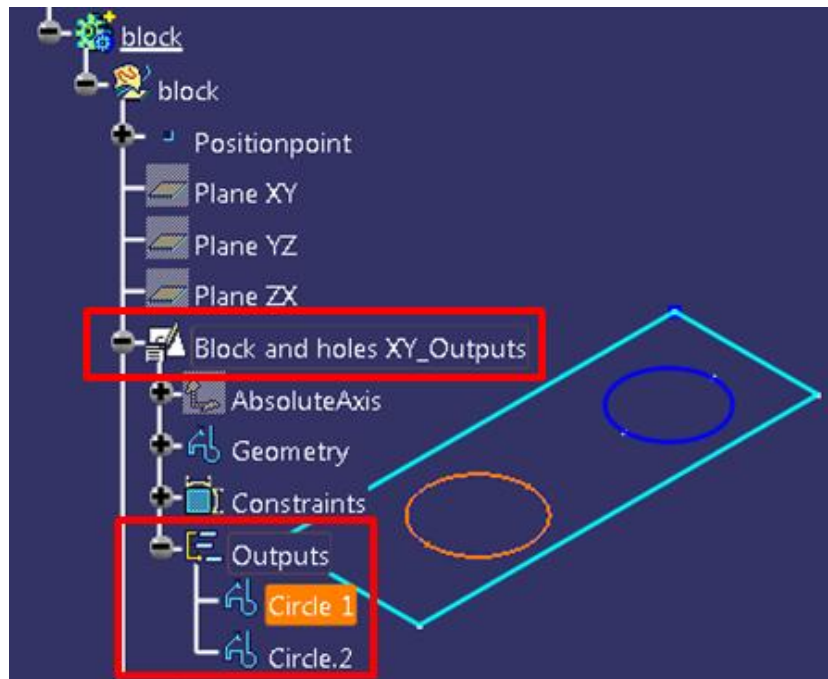 block
block
Positionpoint
Plane XY
Plane YZ
Plane ZX
Block and holes XY_Outputs
AbsoluteAxis
Geometry
Constraints
Outputs
Circle 1
Circle.2